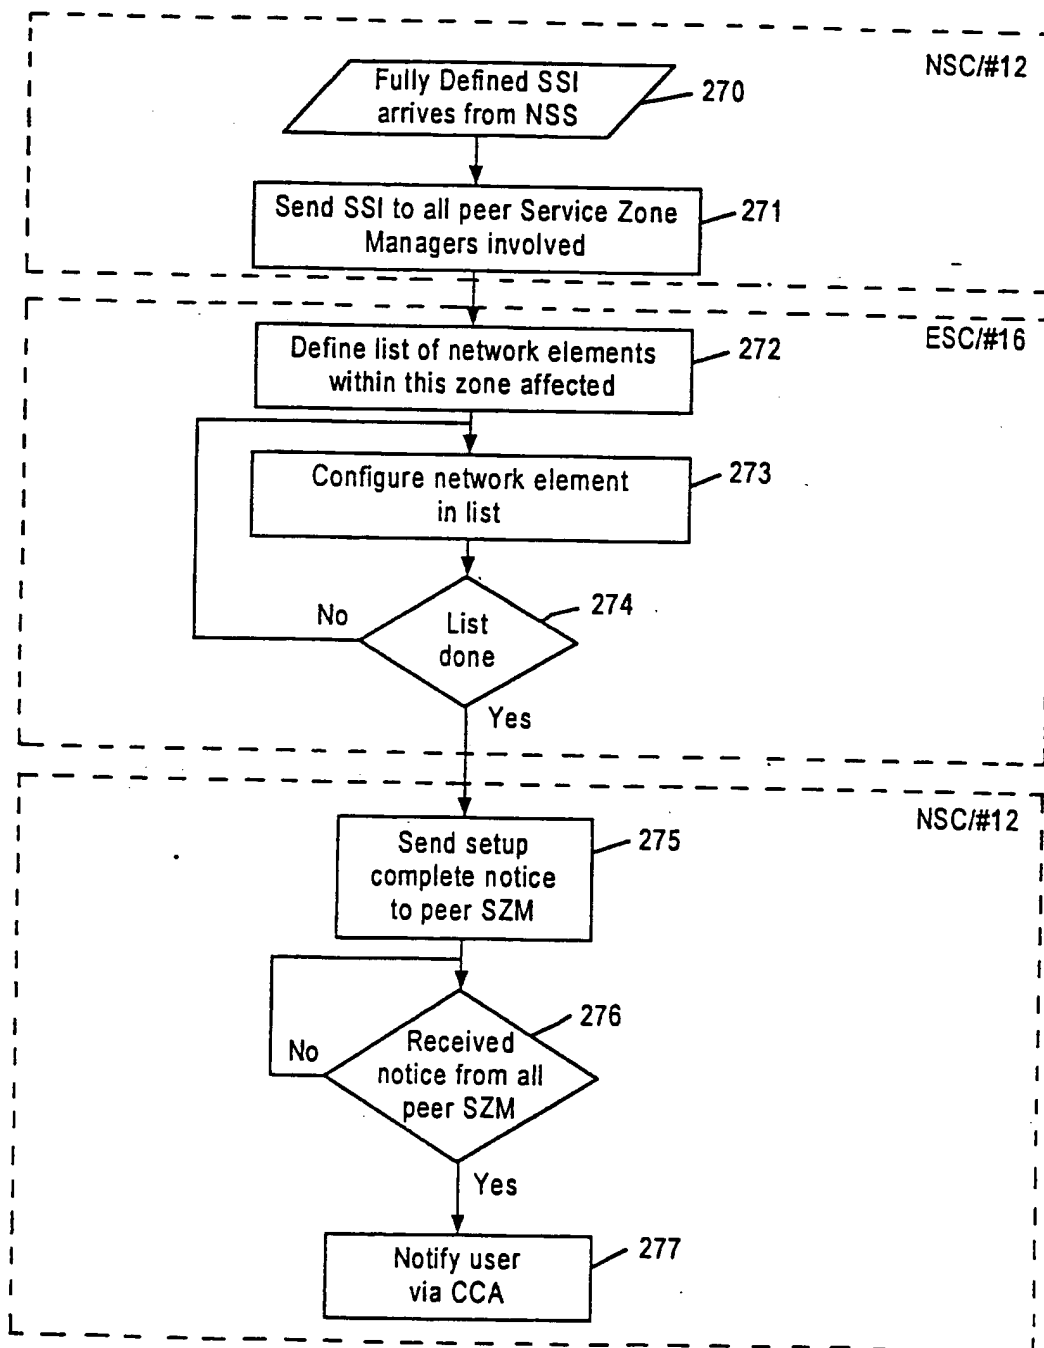 NSC/#12
Fully Defined SSI
arrives from NSS
270
Send SSI to all peer Service Zone
Managers involved
271
ESC/#16
Define list of network elements
within this zone affected
272
Configure network element
in list
273
List
done
274
No
Yes
NSC/#12
Send setup
complete notice
to peer SZM
275
Received
notice from all
peer SZM
276
No
Yes
Notify user
via CCA
277